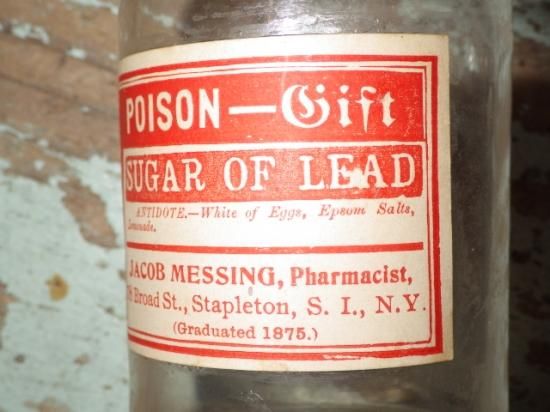 POISON — Gift
SUGAR OF LEAD
ANTIDOTE.—White of Eggs, Epsom Salts,
Lemonade.
JACOB MESSING, Pharmacist,
Broad St., Stapleton, S. I., N.Y.
(Graduated 1875.)